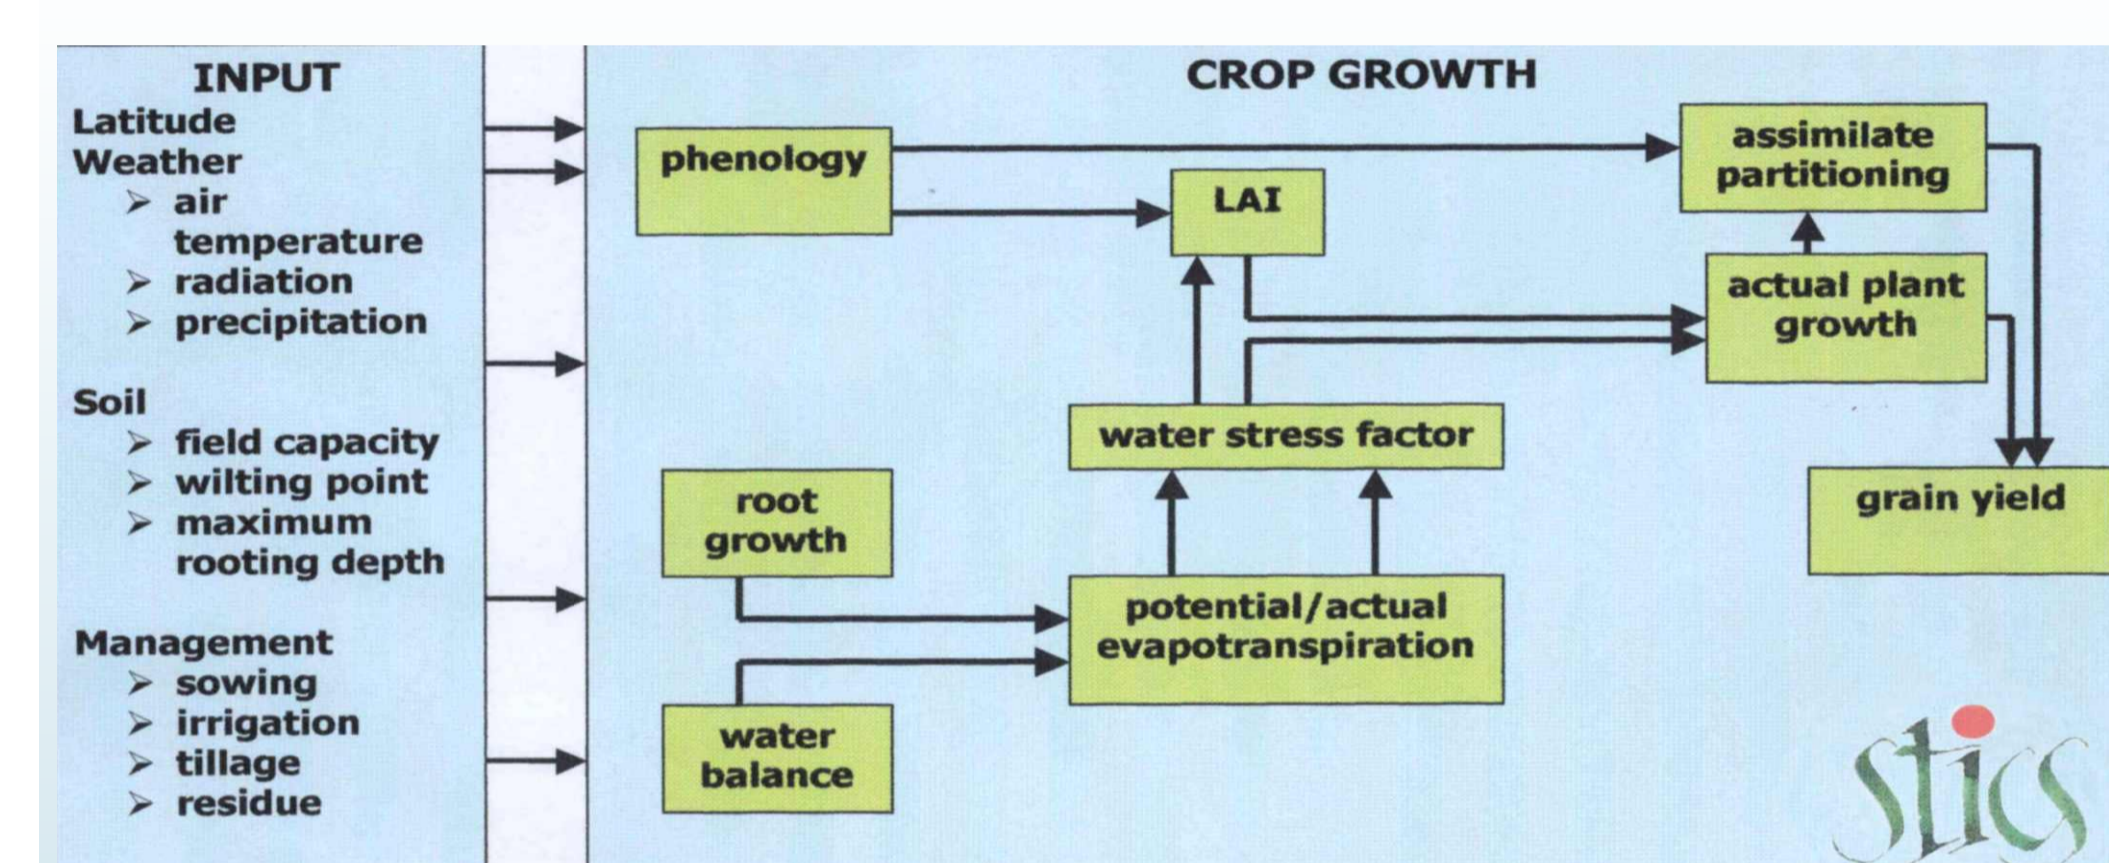 INPUT
Latitude
Weather
➢ air
temperature
➢ radiation
➢ precipitation
Soil
➢ field capacity
➢ wilting point
➢ maximum
rooting depth
Management
➢ sowing
➢ irrigation
➢ tillage
➢ residue
CROP GROWTH
phenology
LAI
assimilate
partitioning
actual plant
growth
water stress factor
root
growth
grain yield
potential/actual
evapotranspiration
water
balance
stics